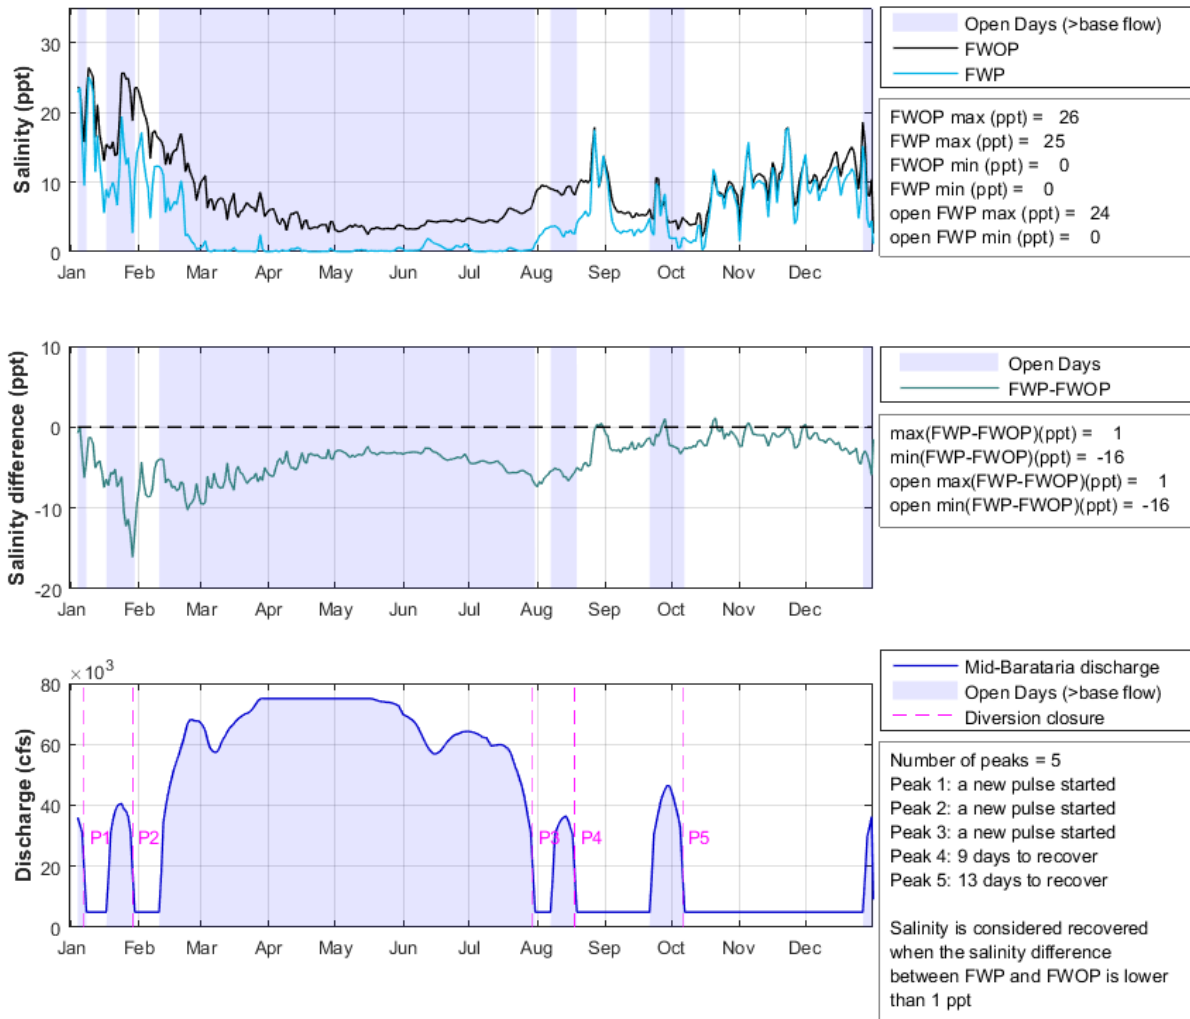 Salinity (ppt)
30
20
10
0
Jan Feb Mar Apr May Jun Jul Aug Sep Oct Nov Dec
Open Days (>base flow)
FWOP
FWP
FWOP max (ppt) = 26
FWP max (ppt) = 25
FWOP min (ppt) = 0
FWP min (ppt) = 0
open FWP max (ppt) = 24
open FWP min (ppt) = 0
Salinity difference (ppt)
10
0
-10
-20
Jan Feb Mar Apr May Jun Jul Aug Sep Oct Nov Dec
Open Days
FWP-FWOP
max(FWP-FWOP)(ppt) = 1
min(FWP-FWOP)(ppt) = -16
open max(FWP-FWOP)(ppt) = 1
open min(FWP-FWOP)(ppt) = -16
Discharge (cfs)
× 10³
80
60
40
20
0
P1 P2 P3 P4 P5
Jan Feb Mar Apr May Jun Jul Aug Sep Oct Nov Dec
Mid-Barataria discharge
Open Days (>base flow)
Diversion closure
Number of peaks = 5
Peak 1: a new pulse started
Peak 2: a new pulse started
Peak 3: a new pulse started
Peak 4: 9 days to recover
Peak 5: 13 days to recover
Salinity is considered recovered
when the salinity difference
between FWP and FWOP is lower
than 1 ppt